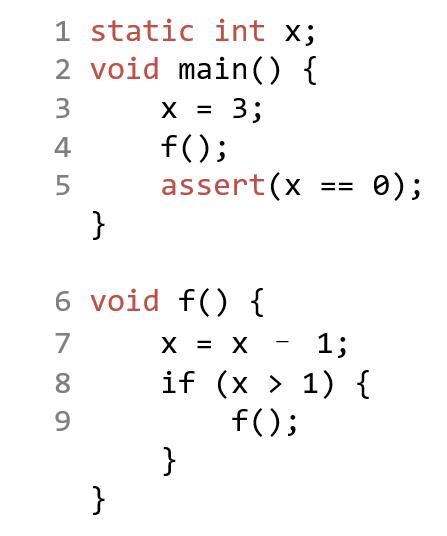 1 static int x;
2 void main() {
3     x = 3;
4     f();
5     assert(x == 0);
  }
6 void f() {
7     x = x - 1;
8     if (x > 1) {
9         f();
      }
  }